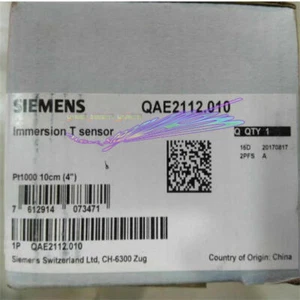 SIEMENS QAE2112.010
Immersion T sensor Q QTY 1
16D 20170817
2PFS A
Pt1000 10cm (4")
7 612914 073471
1P QAE2112.010
Siemens Switzerland Ltd, CH-6300 Zug Country of Origin: China